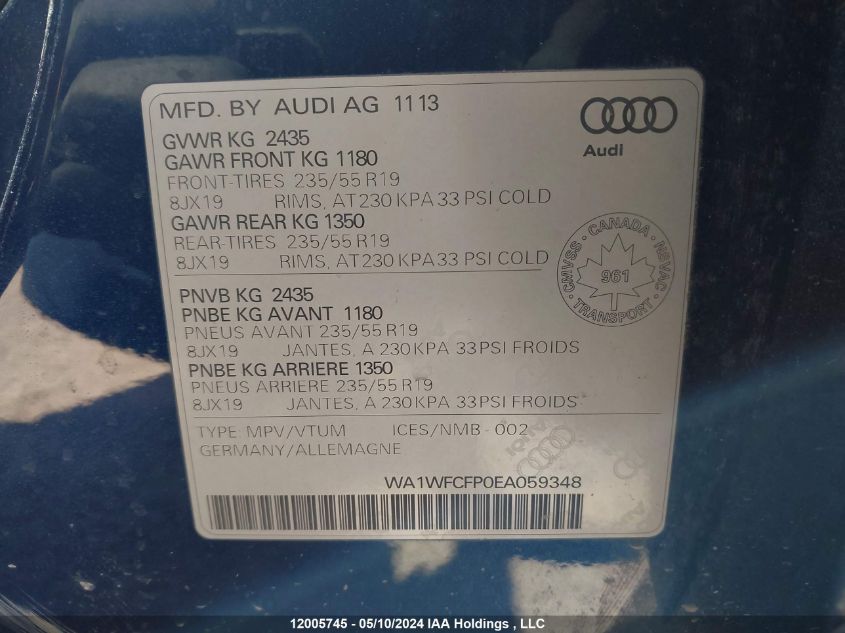 MFD. BY AUDI AG 1113
Audi
GVWR KG 2435
GAWR FRONT KG 1180
FRONT-TIRES 235/55 R19
8JX19 RIMS, AT 230 KPA 33 PSI COLD
GAWR REAR KG 1350
REAR-TIRES 235/55 R19
8JX19 RIMS, AT 230 KPA 33 PSI COLD
CMVSS - CANADA - NSVAC
961
TRANSPORT
PNVB KG 2435
PNBE KG AVANT 1180
PNEUS AVANT 235/55 R19
8JX19 JANTES, A 230 KPA 33 PSI FROIDS
PNBE KG ARRIERE 1350
PNEUS ARRIERE 235/55 R19
8JX19 JANTES, A 230 KPA 33 PSI FROIDS
TYPE: MPV/VTUM ICES/NMB - 002
GERMANY/ALLEMAGNE
Audi
WA1WFCFP0EA059348
Audi
12005745 - 05/10/2024 IAA Holdings , LLC